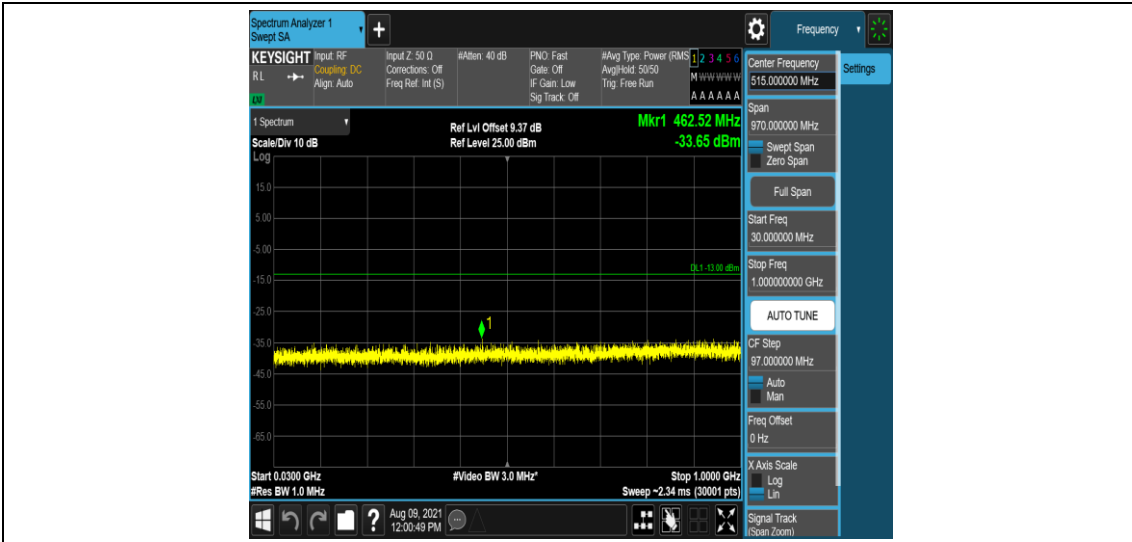 Spectrum Analyzer 1
Swept SA
+
Frequency
KEYSIGHT
RL
LXI
Input: RF
Coupling: DC
Align: Auto
Input Z: 50 Ω
Corrections: Off
Freq Ref: Int (S)
#Atten: 40 dB
PNO: Fast
Gate: Off
IF Gain: Low
Sig Track: Off
#Avg Type: Power (RMS
Avg|Hold: 50/50
Trig: Free Run
1 2 3 4 5 6
M W W W W W
A A A A A A
1 Spectrum
Scale/Div 10 dB
Log
Ref Lvl Offset 9.37 dB
Ref Level 25.00 dBm
Mkr1 462.52 MHz
-33.65 dBm
15.0
5.00
-5.00
DL1 -13.00 dBm
-15.0
-25.0
1
-35.0
-45.0
-55.0
-65.0
Start 0.0300 GHz
#Res BW 1.0 MHz
#Video BW 3.0 MHz*
Stop 1.0000 GHz
Sweep ~2.34 ms (30001 pts)
?
Aug 09, 2021
12:00:49 PM
Center Frequency
515.000000 MHz
Settings
Span
970.000000 MHz
Swept Span
Zero Span
Full Span
Start Freq
30.000000 MHz
Stop Freq
1.000000000 GHz
AUTO TUNE
CF Step
97.000000 MHz
Auto
Man
Freq Offset
0 Hz
X Axis Scale
Log
Lin
Signal Track
(Span Zoom)